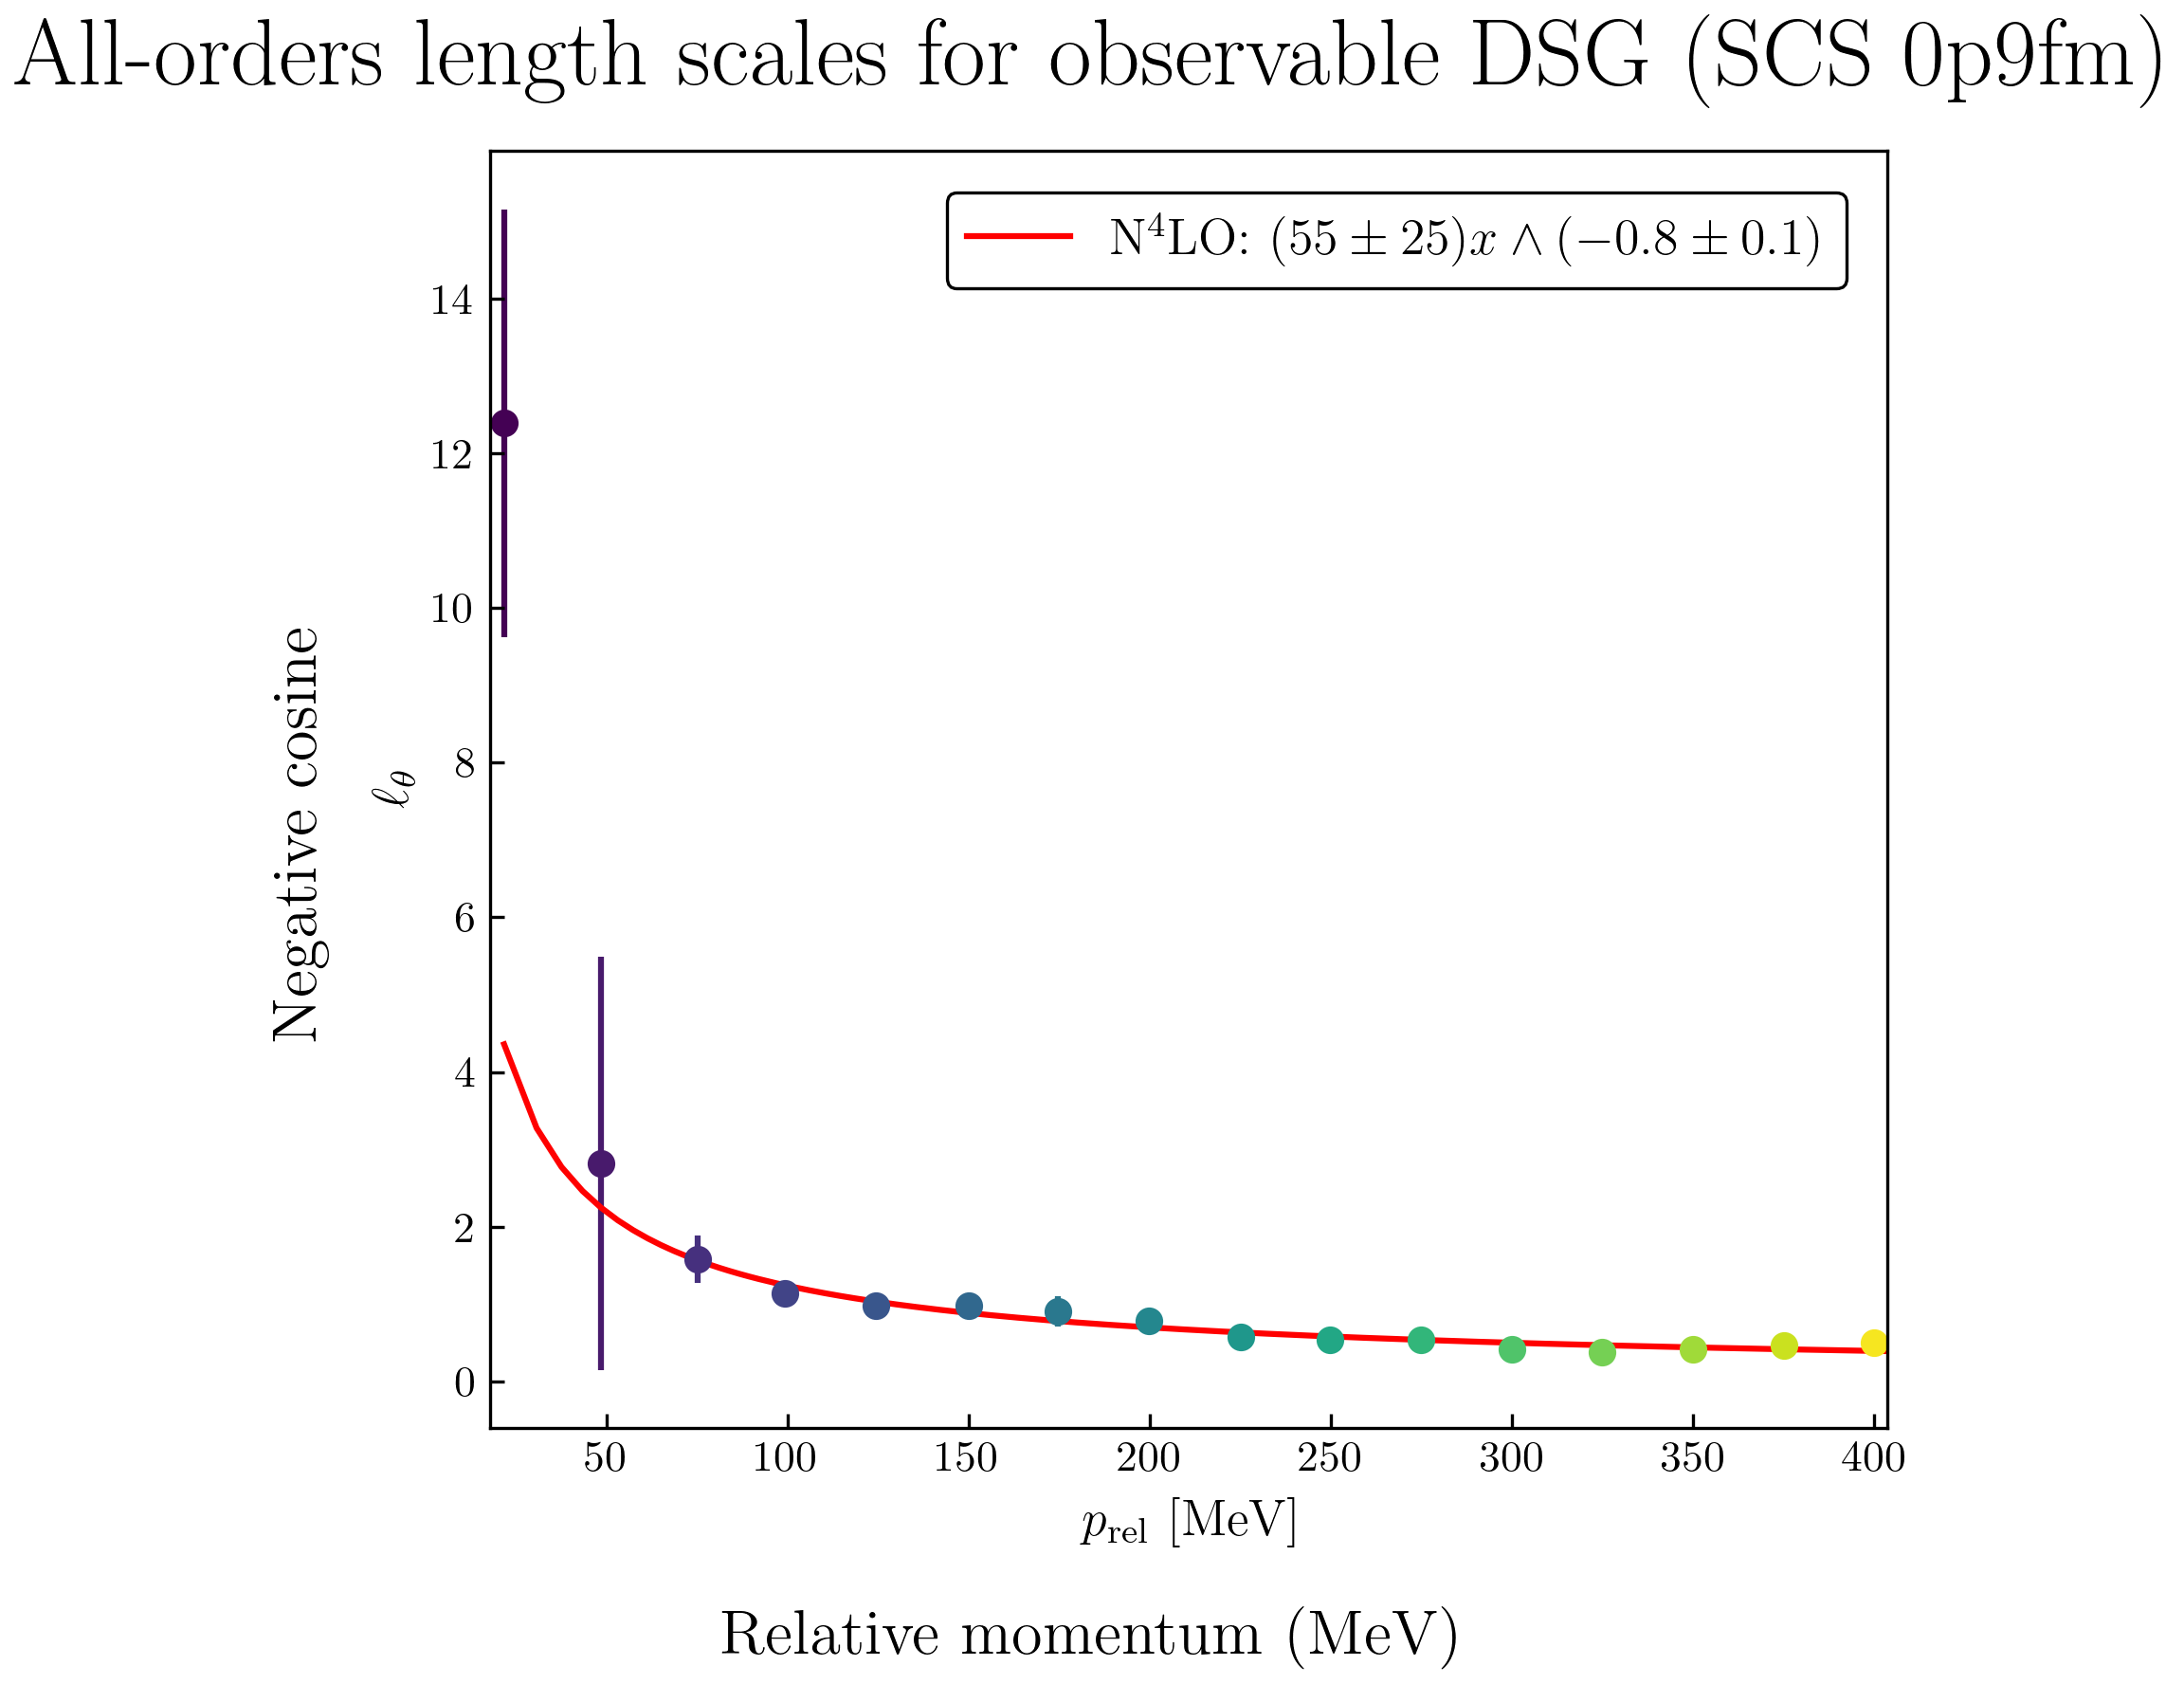 All-orders length scales for observable DSG (SCS 0p9fm)
N⁴LO: (55 ± 25)x ∧ (−0.8 ± 0.1)
14
12
10
8
6
4
2
0
Negative cosine
ℓθ
50 100 150 200 250 300 350 400
prel [MeV]
Relative momentum (MeV)